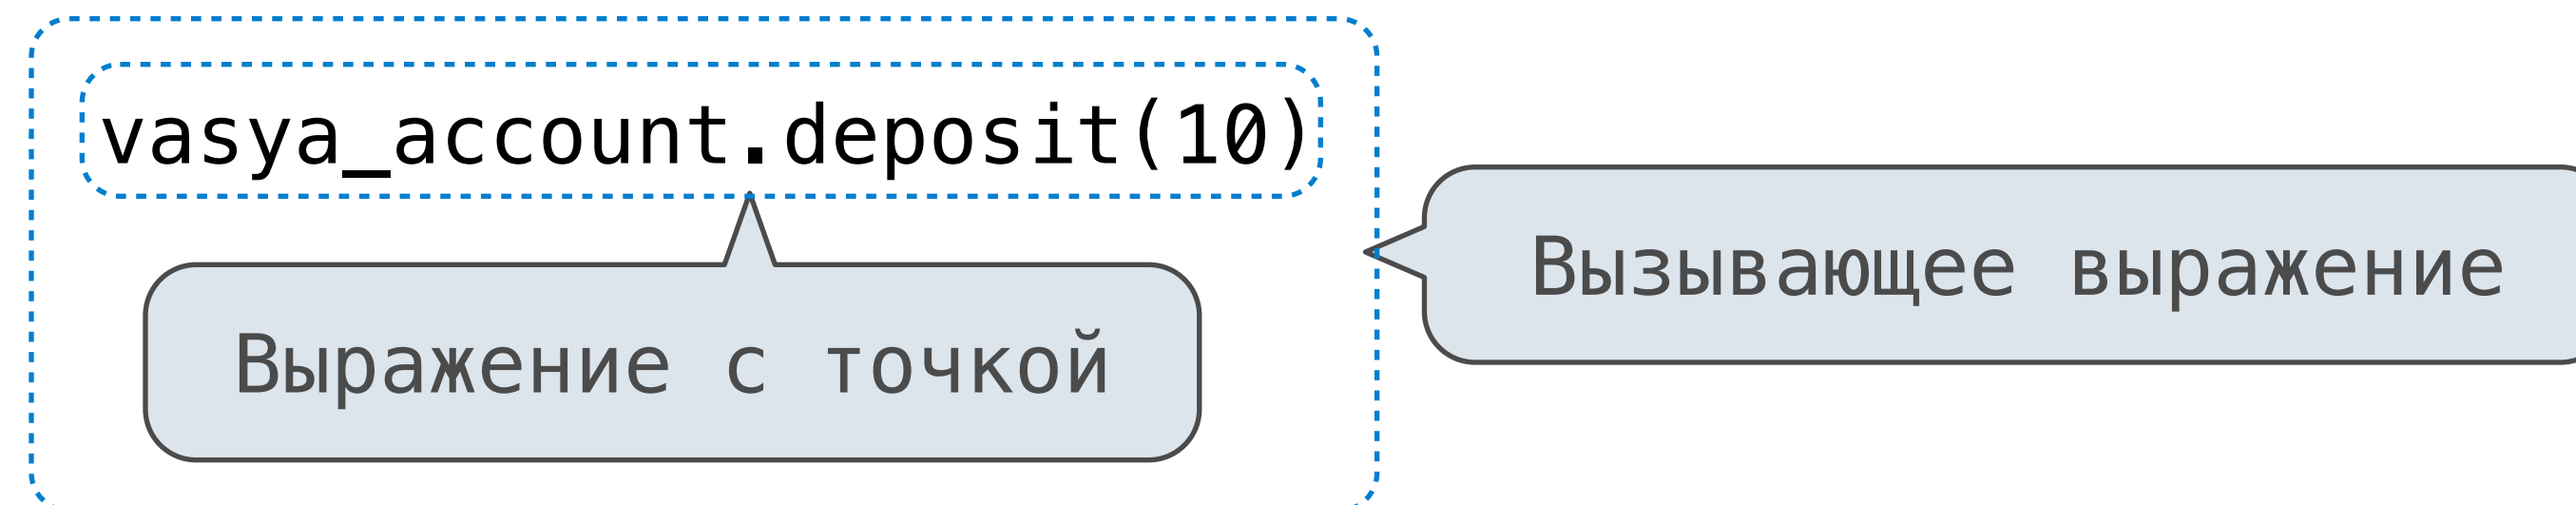 vasya_account.deposit(10)
Вызывающее выражение
Выражение с точкой